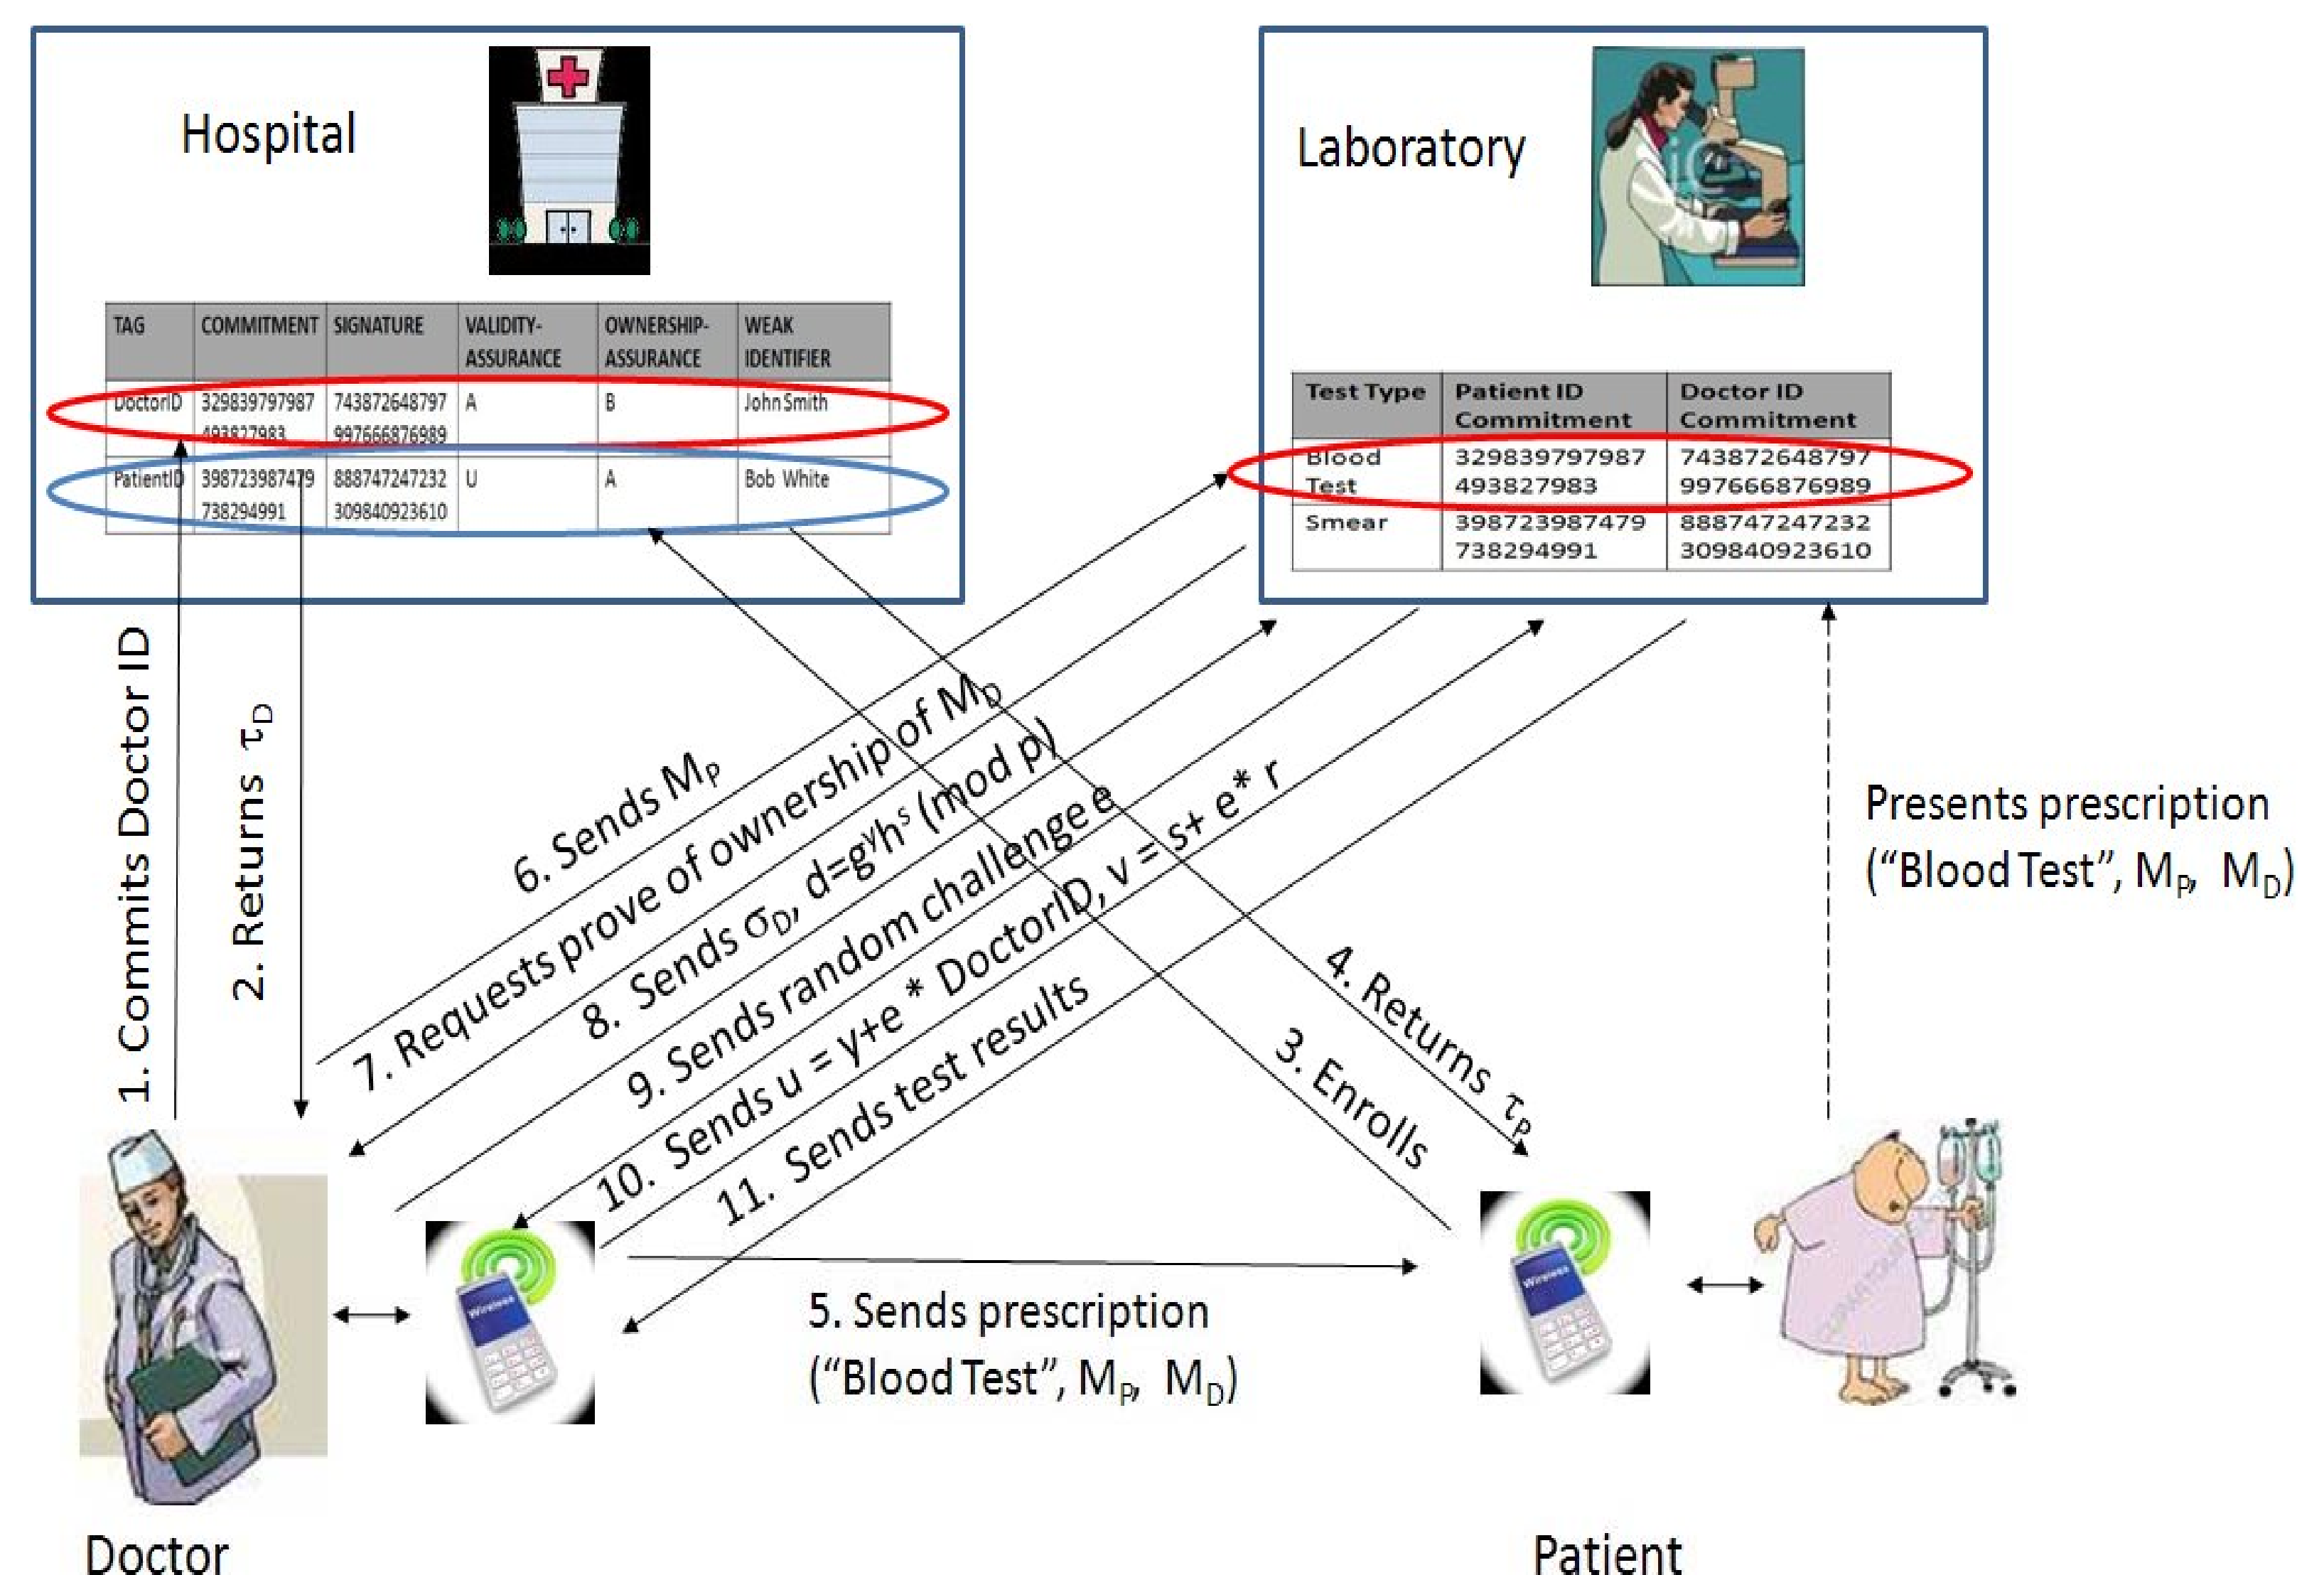 Hospital
TAG COMMITMENT SIGNATURE VALIDITY- OWNERSHIP- WEAK
ASSURANCE ASSURANCE IDENTIFIER
DoctorID 329839797987 743872648797 A B John Smith
493827983 997666876989
PatientID 398723987479 888747247232 U A Bob White
738294991 309840923610
Laboratory
Test Type Patient ID Doctor ID
Commitment Commitment
Blood 329839797987 743872648797
Test 493827983 997666876989
Smear 398723987479 888747247232
738294991 309840923610
1. Commits Doctor ID
2. Returns τD
6. Sends MP
7. Requests prove of ownership of MD
8. Sends σD, d=g^yh^s (mod p)
9. Sends random challenge e
10. Sends u = y+e * DoctorID, v = s+ e* r
11. Sends test results
4. Returns τP
3. Enrolls
Presents prescription
(“Blood Test”, MP, MD)
5. Sends prescription
(“Blood Test”, MP, MD)
Wireless
Wireless
Doctor
Patient